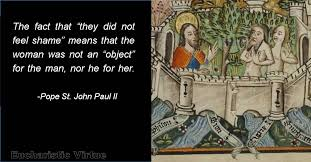 The fact that "they did not
feel shame" means that the
woman was not an "object"
for the man, nor he for her.
-Pope St. John Paul II
Eucharistic Virtue